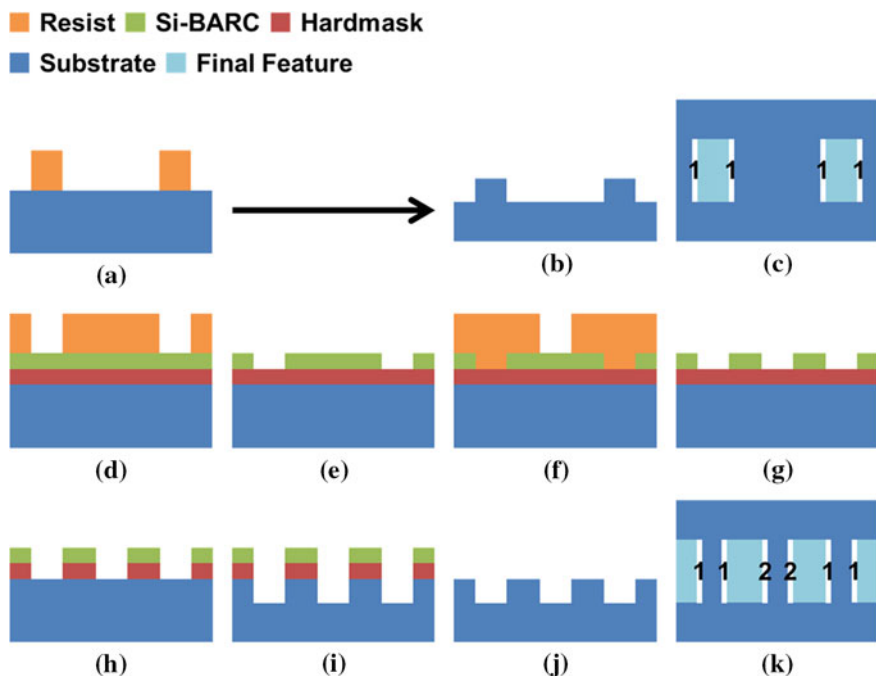 Resist Si-BARC Hardmask
Substrate Final Feature
1 1 1 1
(a) (b) (c)
(d) (e) (f) (g)
1 1 2 2 1 1
(h) (i) (j) (k)